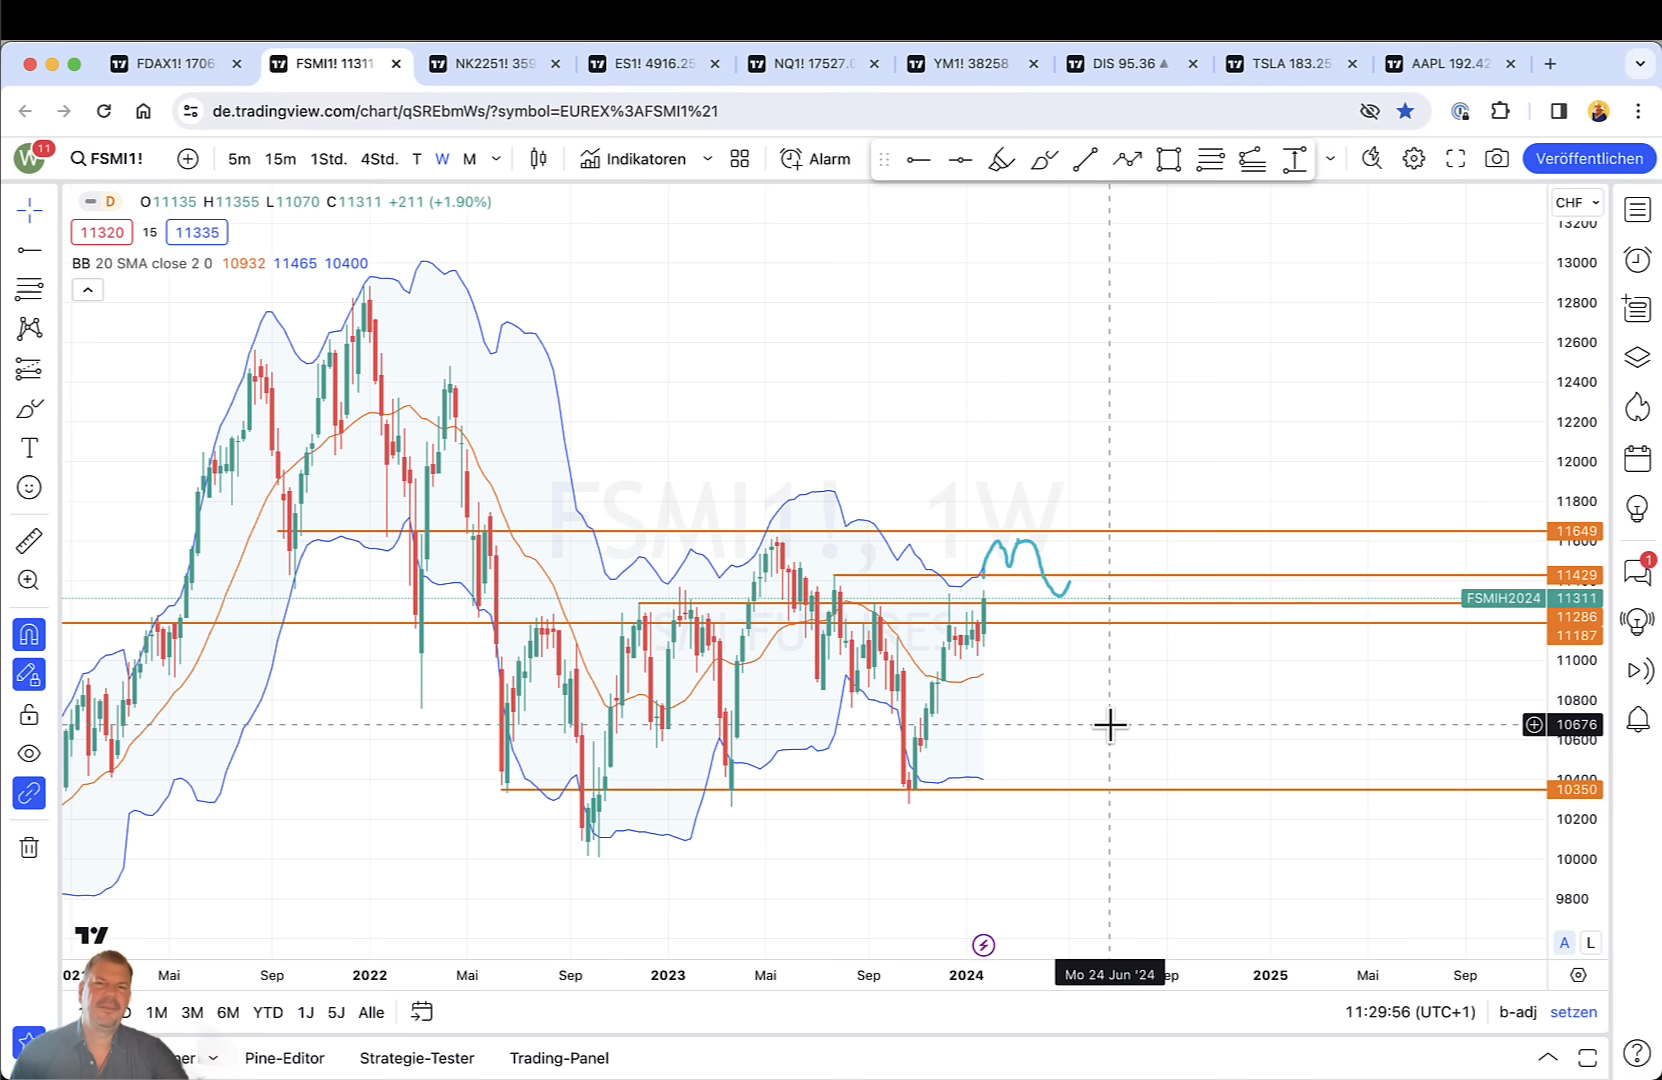 FDAX1! 1706
FSMI1! 11311
NK2251! 359
ES1! 4916.25
NQ1! 17527.0
YM1! 38258
DIS 95.36
TSLA 183.25
AAPL 192.42
de.tradingview.com/chart/qSREbmWs/?symbol=EUREX%3AFSMI1%21
W 11 FSMI1! 5m 15m 1Std. 4Std. T W M Indikatoren Alarm Veröffentlichen
D O11135 H11355 L11070 C11311 +211 (+1.90%)
CHF
11320 15 11335
BB 20 SMA close 2 0 10932 11465 10400
13200
13000
12800
12600
12400
12200
12000
11800
FSMI1!, 1W
11649
11600
11429
FSMIH2024 11311
11286
11187
11000
10800
10676
10600
10400
10350
10200
10000
9800
A L
Mai Sep 2022 Mai Sep 2023 Mai Sep 2024 Mo 24 Jun '24 2025 Mai Sep
1M 3M 6M YTD 1J 5J Alle
11:29:56 (UTC+1) b-adj setzen
Pine-Editor Strategie-Tester Trading-Panel
1